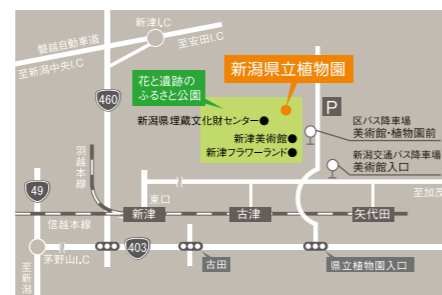 新津I.C
磐越自動車道
至安田I.C
至新潟中央I.C
新潟県立植物園
花と遺跡の
ふるさと公園
460
P
新潟県埋蔵文化財センター
区バス降車場
美術館・植物園前
新津美術館
新津フラワーランド
新潟交通バス降車場
美術館入口
羽越本線
49
東口
至加茂
新津
古津
矢代田
信越本線
403
茅野山I.C
古田
県立植物園入口
至新潟